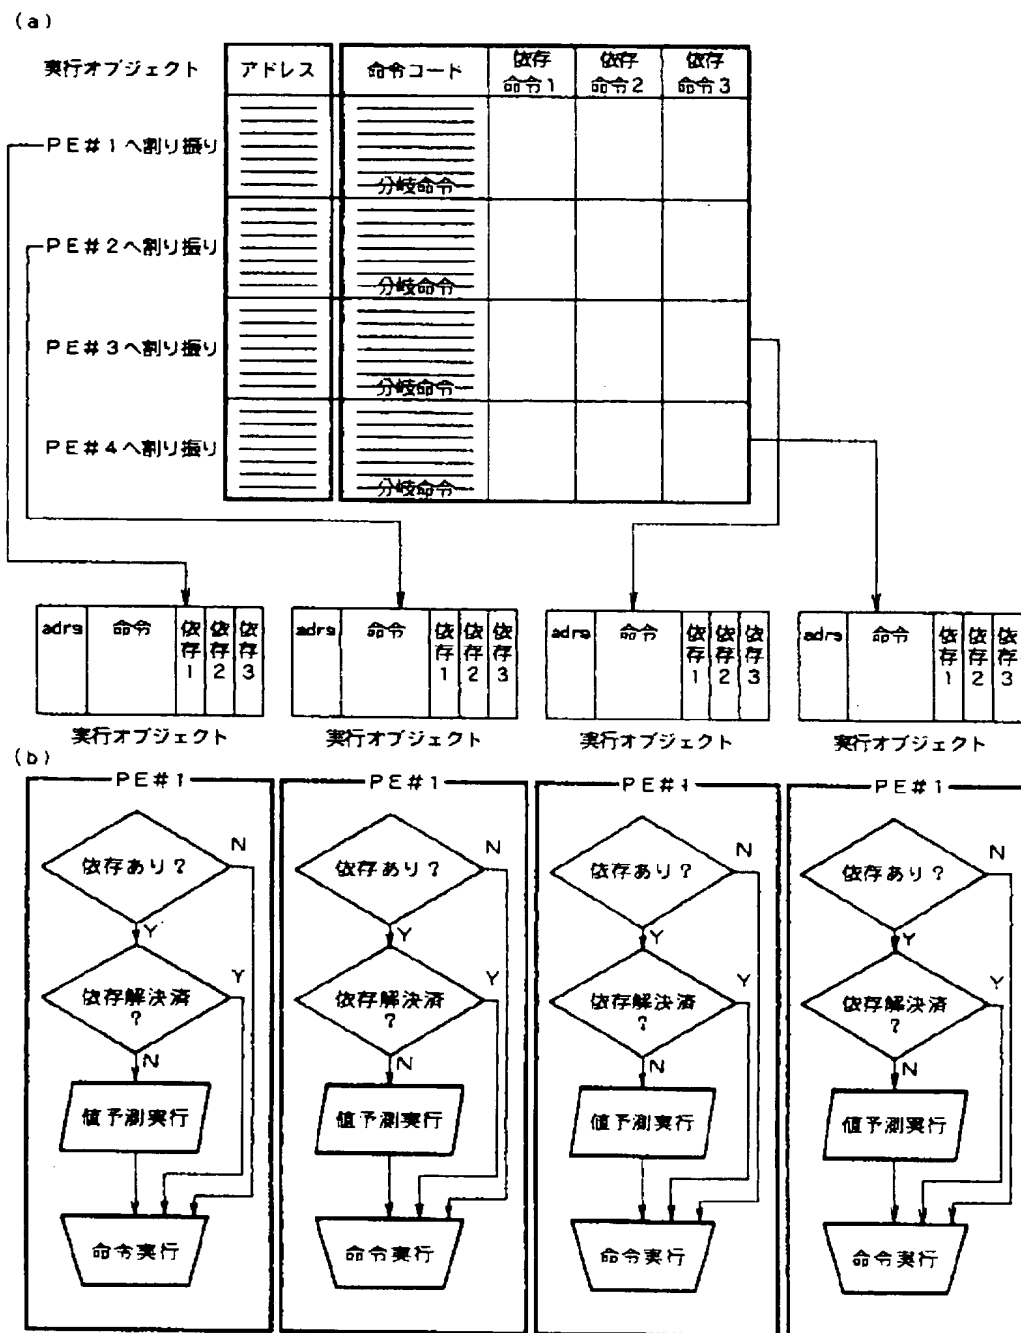 (a)
実行オブジェクト
アドレス
命令コード
依存
命令1
依存
命令2
依存
命令3
PE#1へ割り振り
分岐命令
PE#2へ割り振り
分岐命令
PE#3へ割り振り
分岐命令
PE#4へ割り振り
分岐命令
adrs
命令
依存1
依存2
依存3
adrs
命令
依存1
依存2
依存3
adrs
命令
依存1
依存2
依存3
adrs
命令
依存1
依存2
依存3
実行オブジェクト
実行オブジェクト
実行オブジェクト
実行オブジェクト
(b)
PE#1
依存あり?
N
Y
依存解決済
?
Y
N
値予測実行
命令実行
PE#1
依存あり?
N
Y
依存解決済
?
Y
N
値予測実行
命令実行
PE#1
依存あり?
N
Y
依存解決済
?
Y
N
値予測実行
命令実行
PE#1
依存あり?
N
Y
依存解決済
?
Y
N
値予測実行
命令実行